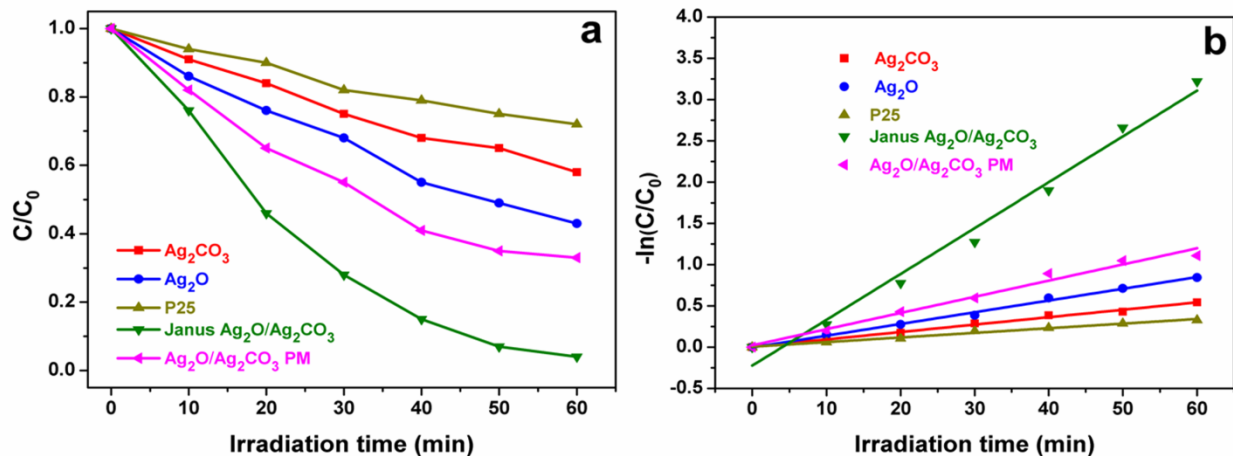 a
C/C₀
1.0
0.8
0.6
0.4
0.2
0.0
Ag₂CO₃
Ag₂O
P25
Janus Ag₂O/Ag₂CO₃
Ag₂O/Ag₂CO₃ PM
0 10 20 30 40 50 60
Irradiation time (min)
b
-ln(C/C₀)
4.0
3.5
3.0
2.5
2.0
1.5
1.0
0.5
0.0
-0.5
Ag₂CO₃
Ag₂O
P25
Janus Ag₂O/Ag₂CO₃
Ag₂O/Ag₂CO₃ PM
0 10 20 30 40 50 60
Irradiation time (min)